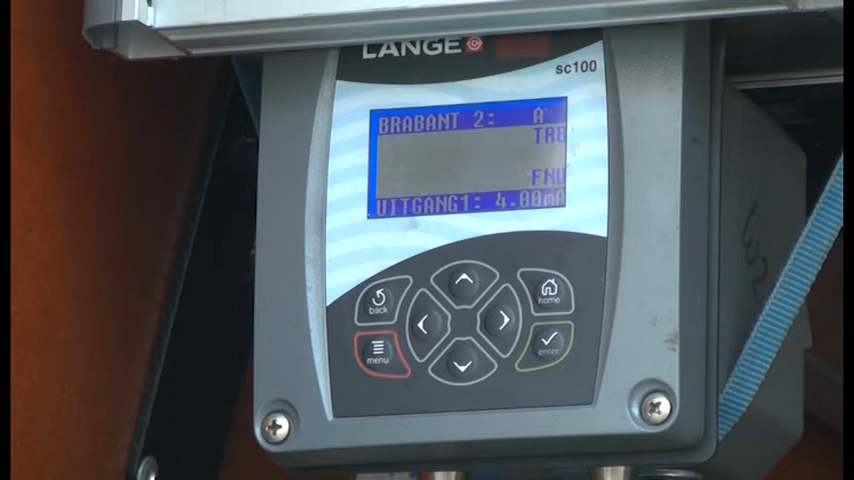 LANGE
sc100
BRABANT 2: A
TRB
FNU
UITGANG1: 4.00mA
back
home
menu
enter